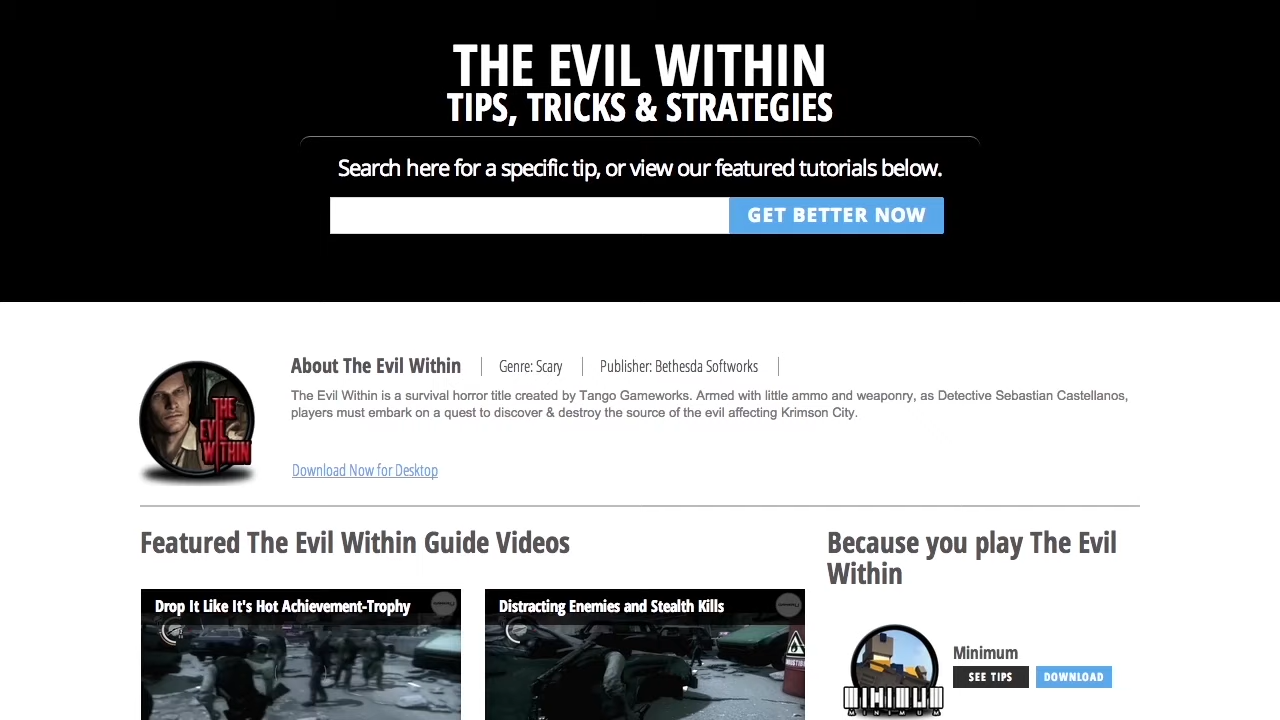 THE EVIL WITHIN
TIPS, TRICKS & STRATEGIES
Search here for a specific tip, or view our featured tutorials below.
GET BETTER NOW
About The Evil Within
Genre: Scary
Publisher: Bethesda Softworks
The Evil Within is a survival horror title created by Tango Gameworks. Armed with little ammo and weaponry, as Detective Sebastian Castellanos,
players must embark on a quest to discover & destroy the source of the evil affecting Krimson City.
THE
EVIL
WITHIN
Download Now for Desktop
Featured The Evil Within Guide Videos
Because you play The Evil
Within
Drop It Like It's Hot Achievement-Trophy
Distracting Enemies and Stealth Kills
Minimum
SEE TIPS
DOWNLOAD
MINIMUM
MINIMUM